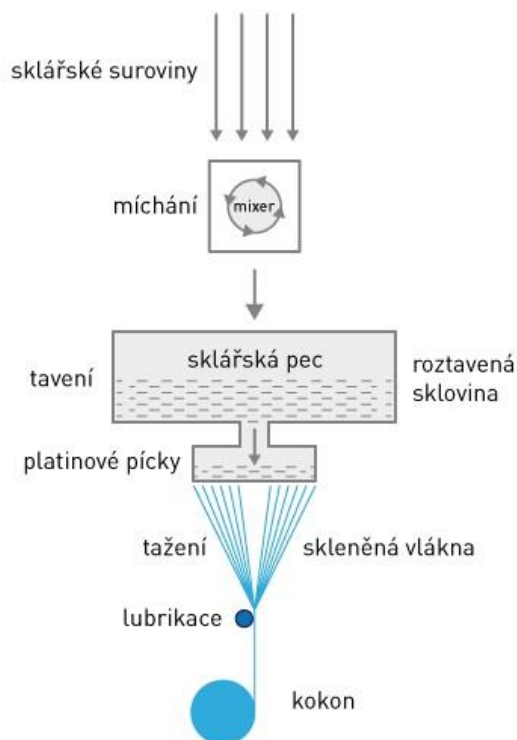 sklářské suroviny
míchání
mixer
sklářská pec
tavení
roztavená
sklovina
platinové pícky
tažení
skleněná vlákna
lubrikace
kokon